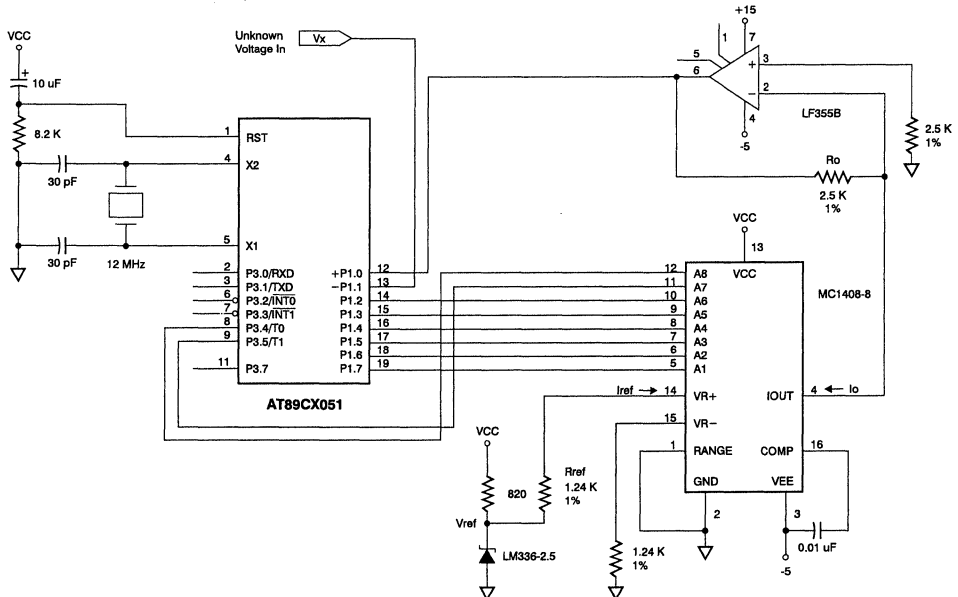 VCC
+
10 uF
8.2 K
30 pF
30 pF
12 MHz
Unknown
Voltage In
Vx
1 RST
4 X2
5 X1
2 P3.0/RXD
3 P3.1/TXD
6 P3.2/INT0
7 P3.3/INT1
8 P3.4/T0
9 P3.5/T1
11 P3.7
+P1.0 12
−P1.1 13
P1.2 14
P1.3 15
P1.4 16
P1.5 17
P1.6 18
P1.7 19
AT89CX051
+15
1
7
5
6
+ 3
− 2
4
-5
LF355B
2.5 K
1%
Ro
2.5 K
1%
VCC
13
VCC
MC1408-8
12 A8
11 A7
10 A6
9 A5
8 A4
7 A3
6 A2
5 A1
Iref → 14 VR+
15 VR−
1 RANGE
GND
2
IOUT 4 ← Io
COMP 16
VEE
3
0.01 uF
-5
VCC
820
Rref
1.24 K
1%
Vref
LM336-2.5
1.24 K
1%